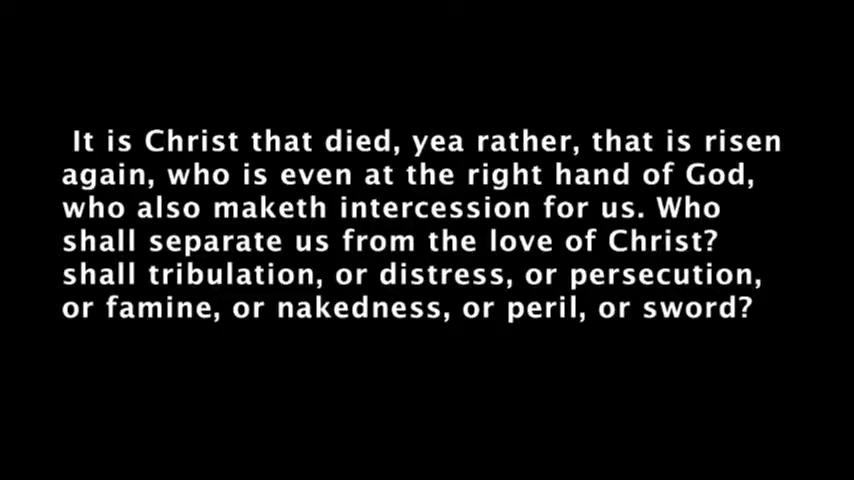 It is Christ that died, yea rather, that is risen
again, who is even at the right hand of God,
who also maketh intercession for us. Who
shall separate us from the love of Christ?
shall tribulation, or distress, or persecution,
or famine, or nakedness, or peril, or sword?